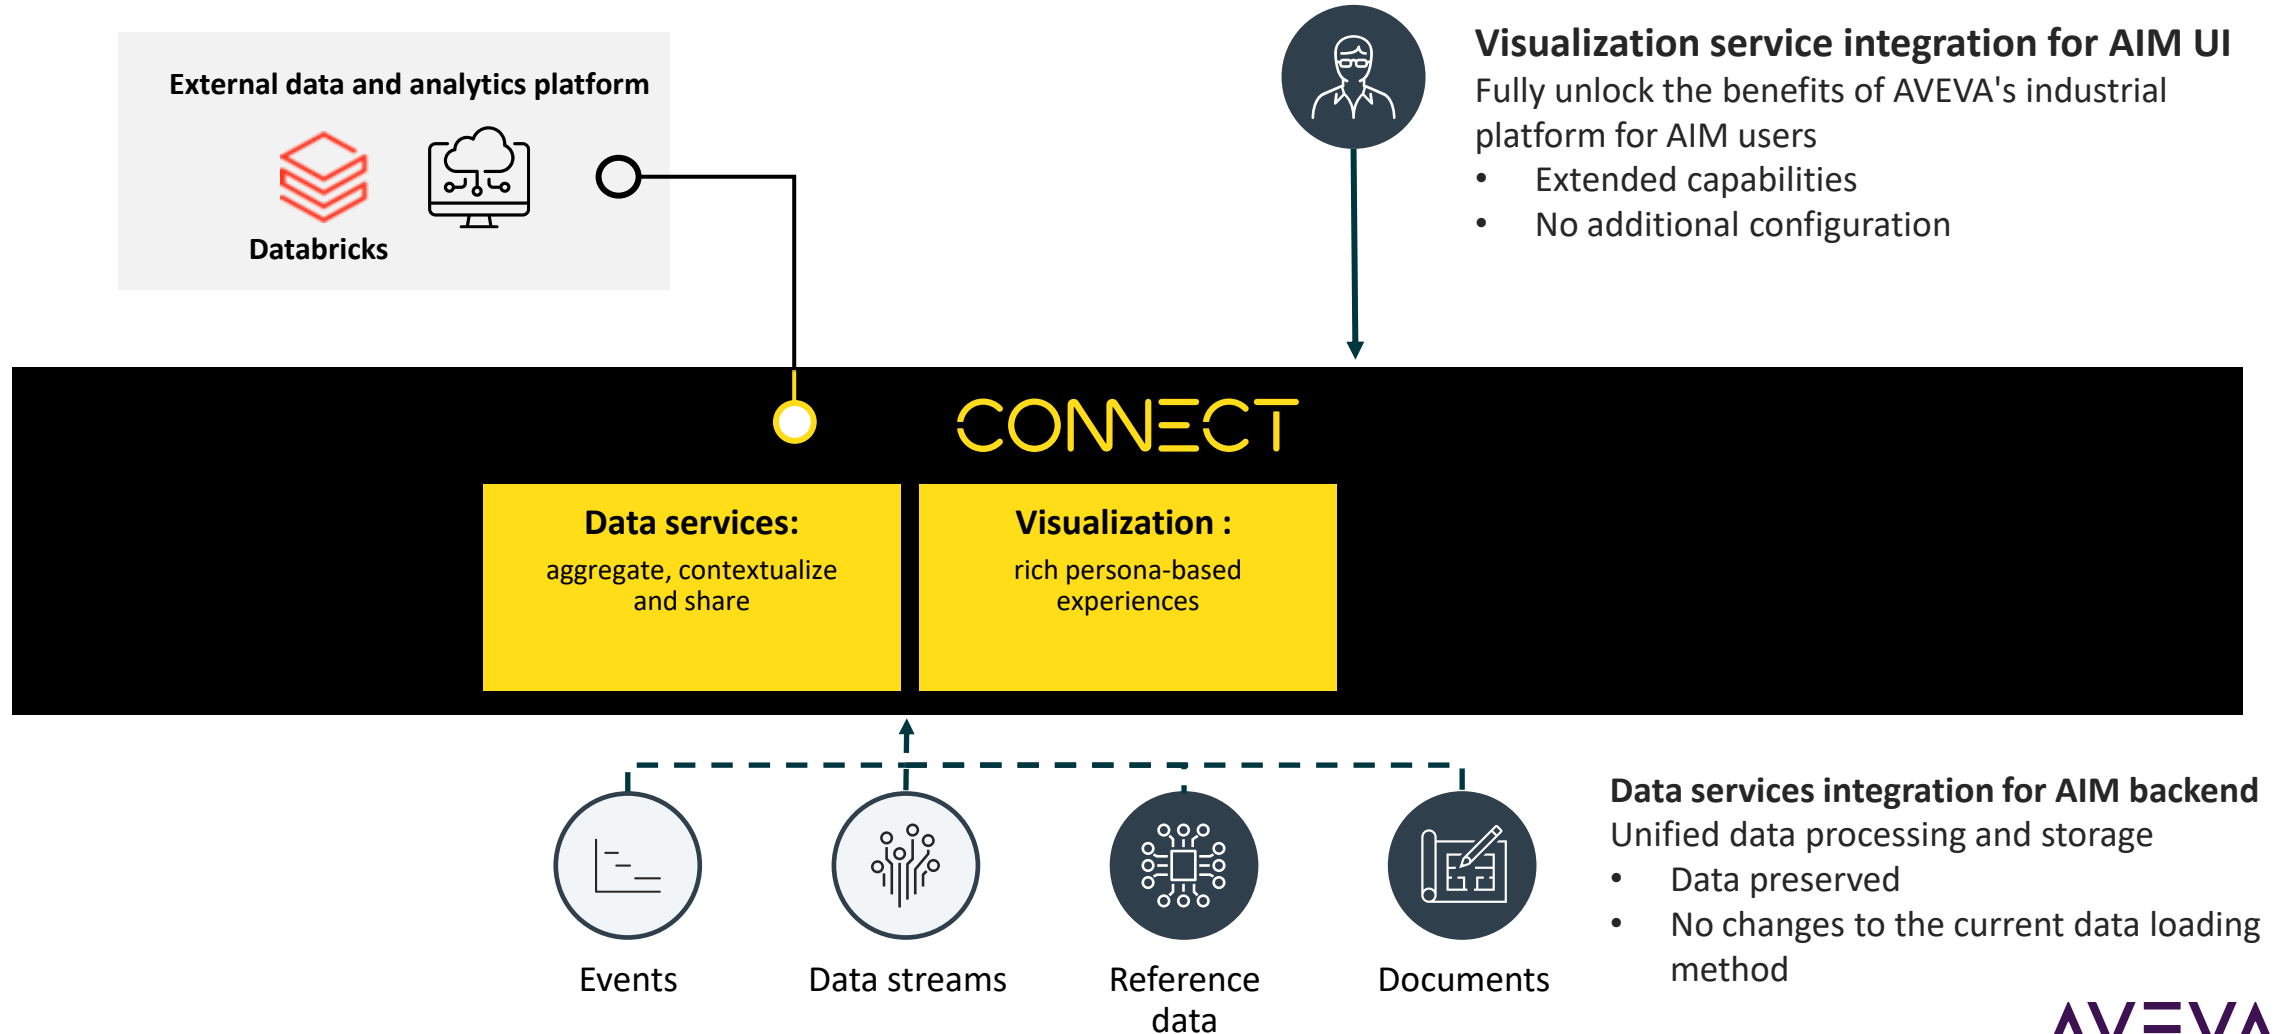 External data and analytics platform
Databricks
Visualization service integration for AIM UI
Fully unlock the benefits of AVEVA's industrial
platform for AIM users
• Extended capabilities
• No additional configuration
CONNECT
Data services:
aggregate, contextualize
and share
Visualization :
rich persona-based
experiences
Events
Data streams
Reference
data
Documents
Data services integration for AIM backend
Unified data processing and storage
• Data preserved
• No changes to the current data loading
method
AVEVA